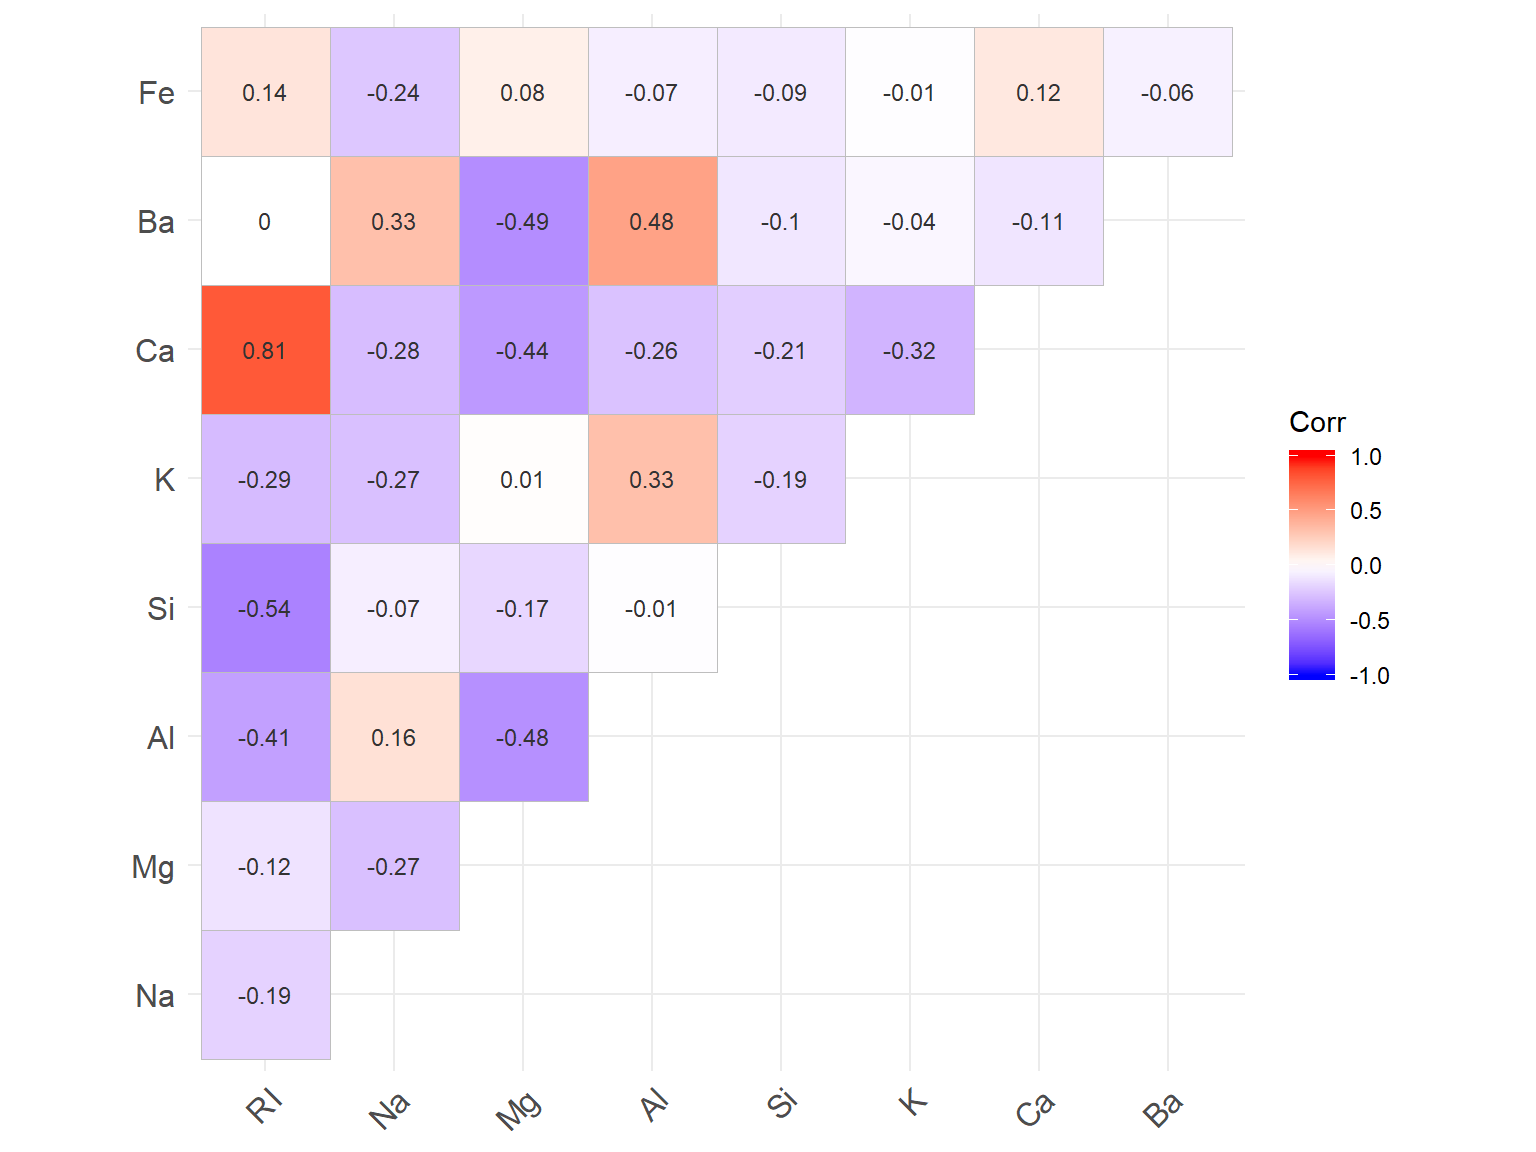 Fe 0.14 -0.24 0.08 -0.07 -0.09 -0.01 0.12 -0.06
Ba 0 0.33 -0.49 0.48 -0.1 -0.04 -0.11
Ca 0.81 -0.28 -0.44 -0.26 -0.21 -0.32
K -0.29 -0.27 0.01 0.33 -0.19
Si -0.54 -0.07 -0.17 -0.01
Al -0.41 0.16 -0.48
Mg -0.12 -0.27
Na -0.19
RI Na Mg Al Si K Ca Ba
Corr
1.0
0.5
0.0
-0.5
-1.0